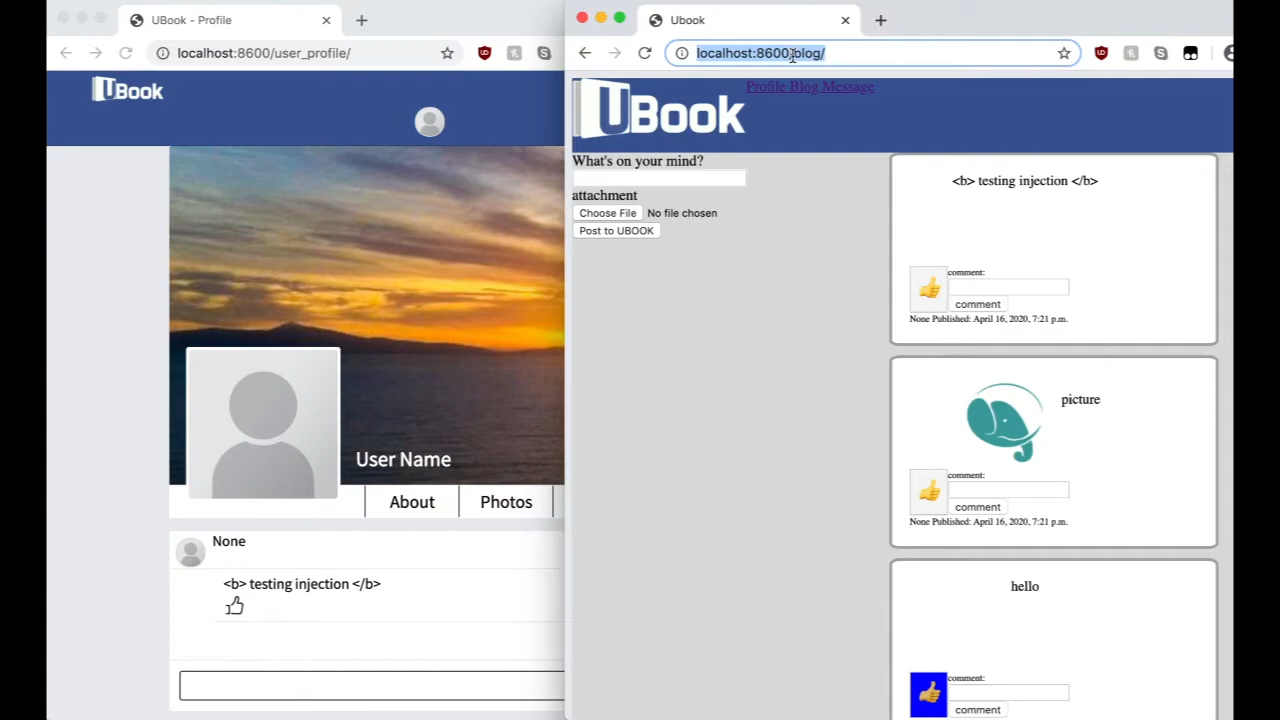 UBook - Profile
localhost:8600/user_profile/
UBook
User Name
About
Photos
None
<b> testing injection </b>
Ubook
localhost:8600/blog/
UBook
Profile Blog Message
What's on your mind?
attachment
Choose File No file chosen
Post to UBOOK
<b> testing injection </b>
comment:
comment
None Published: April 16, 2020, 7:21 p.m.
picture
comment:
comment
None Published: April 16, 2020, 7:21 p.m.
hello
comment:
comment